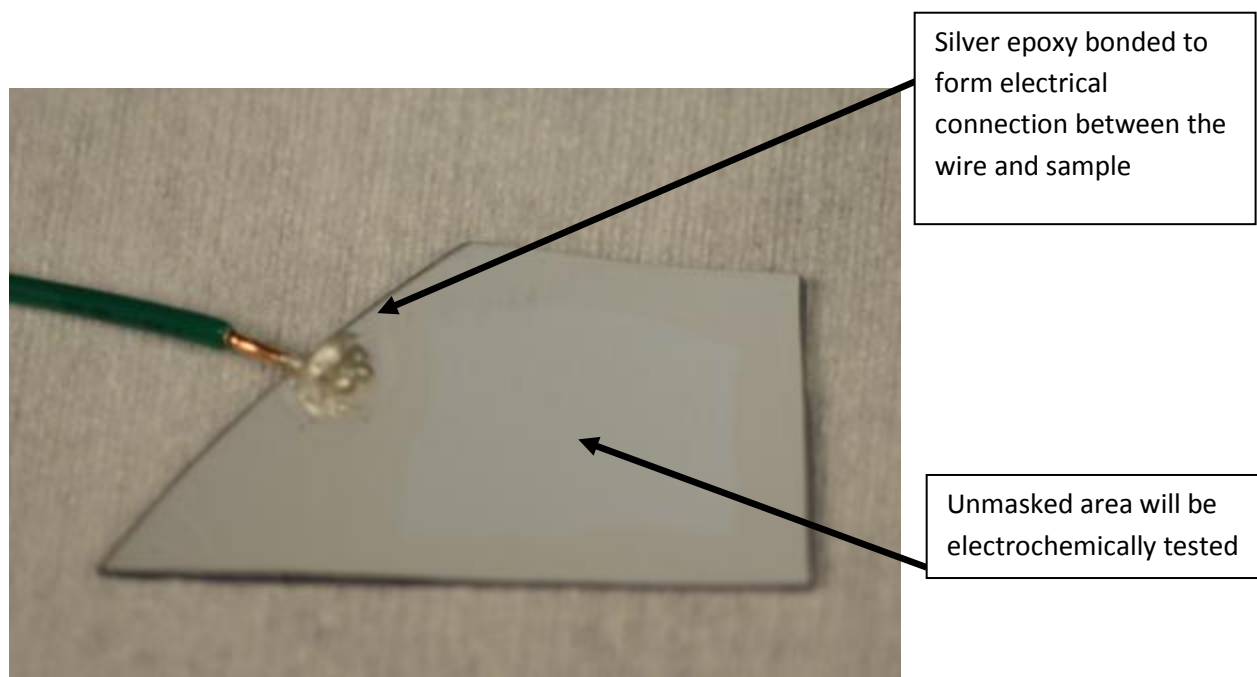 Silver epoxy bonded to
form electrical
connection between the
wire and sample
Unmasked area will be
electrochemically tested